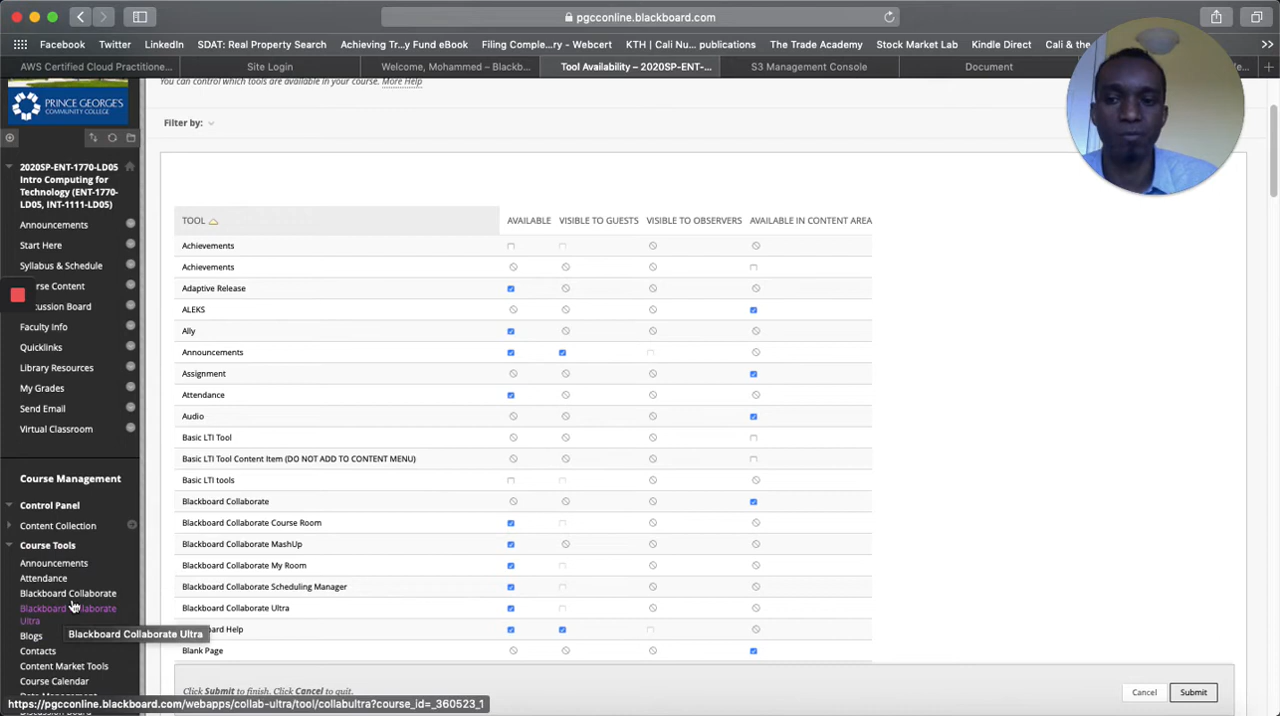 pgcconline.blackboard.com
Facebook Twitter LinkedIn SDAT: Real Property Search Achieving Tr...y Fund eBook Filing Comple...y - Webcert KTH | Cali Nu... publications The Trade Academy Stock Market Lab Kindle Direct Cali & the
AWS Certified Cloud Practitione... Site Login Welcome, Mohammed – Blackb... Tool Availability – 2020SP-ENT-... S3 Management Console Document
You can control which tools are available in your course. More Help
PRINCE GEORGE'S
COMMUNITY COLLEGE
Filter by:
2020SP-ENT-1770-LD05
Intro Computing for
Technology (ENT-1770-
LD05, INT-1111-LD05)
Announcements
Start Here
Syllabus & Schedule
rse Content
cussion Board
Faculty Info
Quicklinks
Library Resources
My Grades
Send Email
Virtual Classroom
Course Management
Control Panel
Content Collection
Course Tools
Announcements
Attendance
Blackboard Collaborate
Blackboard Collaborate
Ultra
Blogs
Contacts
Content Market Tools
Course Calendar
TOOL AVAILABLE VISIBLE TO GUESTS VISIBLE TO OBSERVERS AVAILABLE IN CONTENT AREA
Achievements
Achievements
Adaptive Release
ALEKS
Ally
Announcements
Assignment
Attendance
Audio
Basic LTI Tool
Basic LTI Tool Content Item (DO NOT ADD TO CONTENT MENU)
Basic LTI tools
Blackboard Collaborate
Blackboard Collaborate Course Room
Blackboard Collaborate MashUp
Blackboard Collaborate My Room
Blackboard Collaborate Scheduling Manager
Blackboard Collaborate Ultra
oard Help
Blank Page
Blackboard Collaborate Ultra
Click Submit to finish. Click Cancel to quit.
Cancel Submit
https://pgcconline.blackboard.com/webapps/collab-ultra/tool/collabultra?course_id=_360523_1